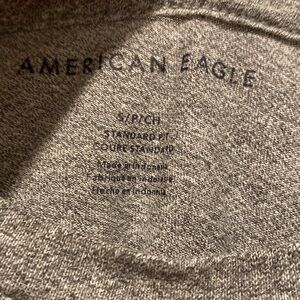 AMERICAN EAGLE
S/P/CH
STANDARD FIT
COUPE STANDARD
Made in Indonesia
Fabriqué en Indonésie
Hecho en Indonesia